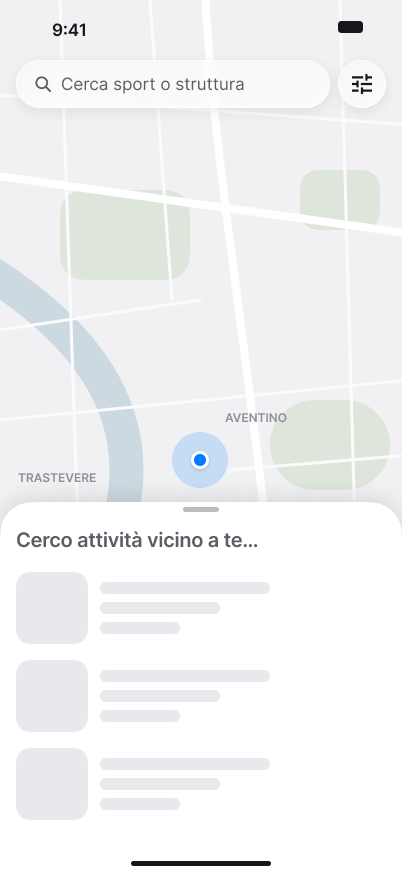 9:41
Cerca sport o struttura
AVENTINO
TRASTEVERE
Cerco attività vicino a te...